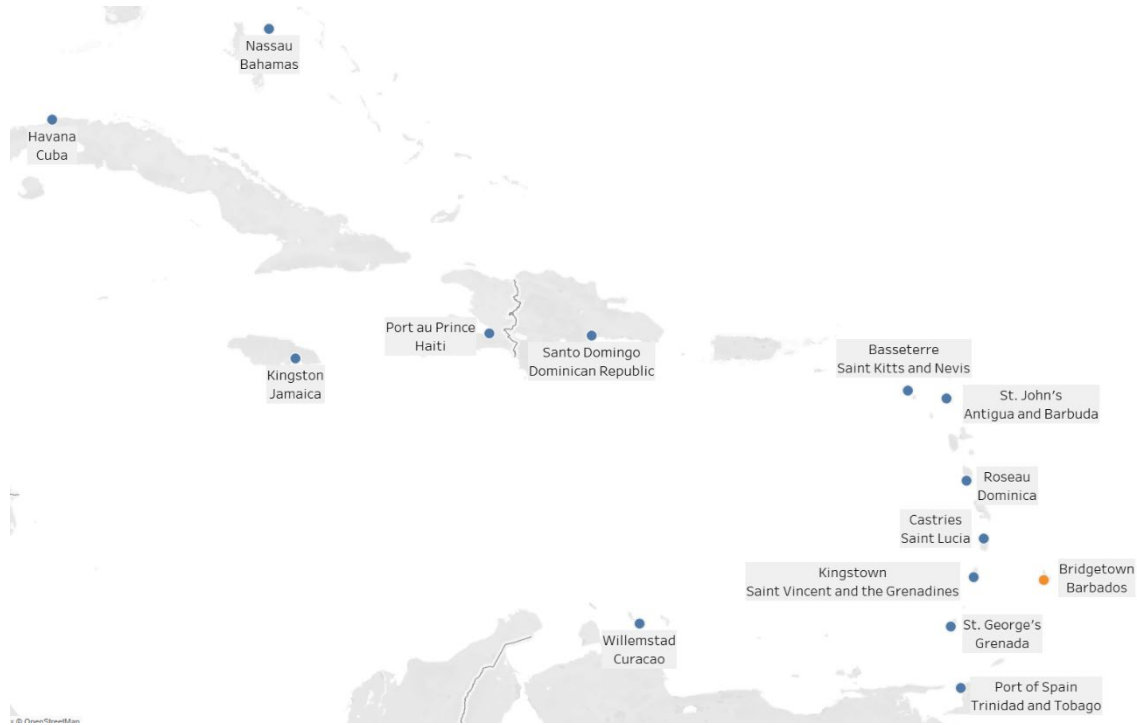 Nassau
Bahamas
Havana
Cuba
Port au Prince
Haiti
Santo Domingo
Dominican Republic
Kingston
Jamaica
Basseterre
Saint Kitts and Nevis
St. John's
Antigua and Barbuda
Roseau
Dominica
Castries
Saint Lucia
Kingstown
Saint Vincent and the Grenadines
Bridgetown
Barbados
St. George's
Grenada
Willemstad
Curacao
Port of Spain
Trinidad and Tobago
© OpenStreetMap